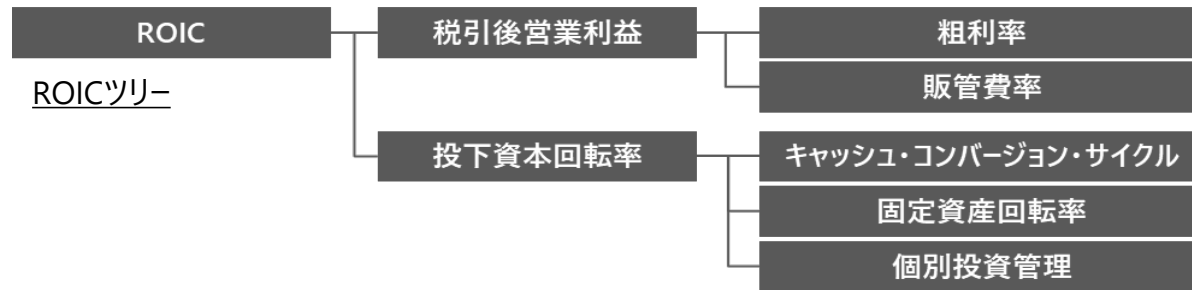 ROIC
税引後営業利益
粗利率
ROICツリー
販管費率
投下資本回転率
キャッシュ・コンバージョン・サイクル
固定資産回転率
個別投資管理